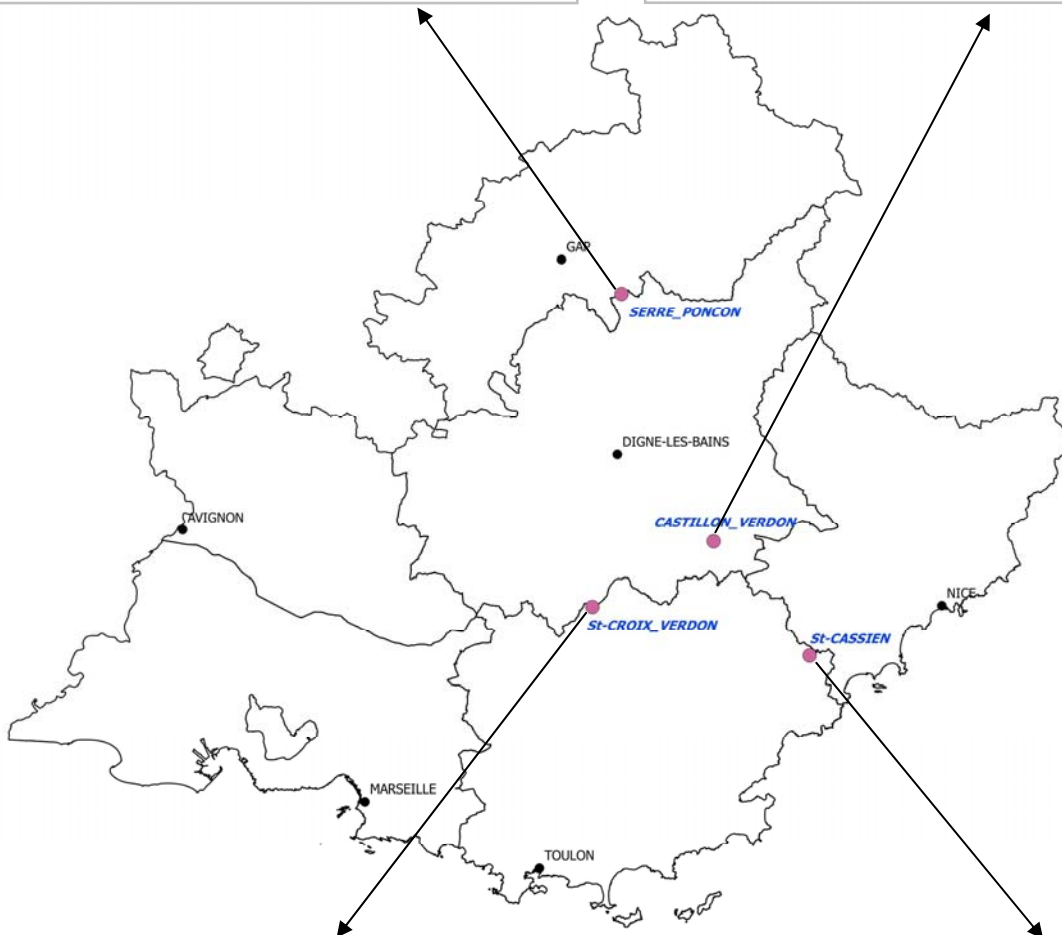 GAP
SERRE_PONCON
DIGNE-LES-BAINS
AVIGNON
CASTILLON_VERDON
NICE
St-CROIX_VERDON
St-CASSIEN
MARSEILLE
TOULON